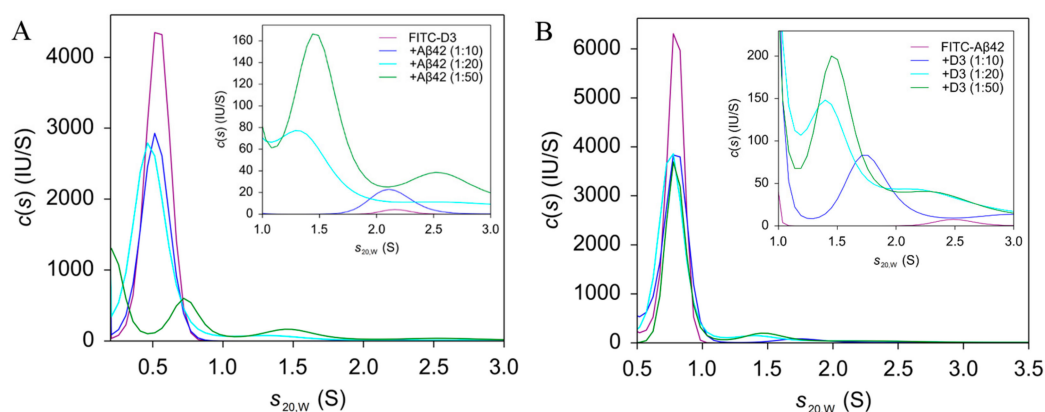 A
c(s) (IU/S)
4000
3000
2000
1000
0
0.5
1.0
1.5
2.0
2.5
3.0
s20,W (S)
c(s) (IU/S)
160
140
120
100
80
60
40
20
0
1.0
1.5
2.0
2.5
3.0
s20,W (S)
FITC-D3
+Aβ42 (1:10)
+Aβ42 (1:20)
+Aβ42 (1:50)
B
c(s) (IU/S)
6000
5000
4000
3000
2000
1000
0
0.5
1.0
1.5
2.0
2.5
3.0
3.5
s20,W (S)
c(s) (IU/S)
200
150
100
50
0
1.0
1.5
2.0
2.5
3.0
s20,W (S)
FITC-Aβ42
+D3 (1:10)
+D3 (1:20)
+D3 (1:50)